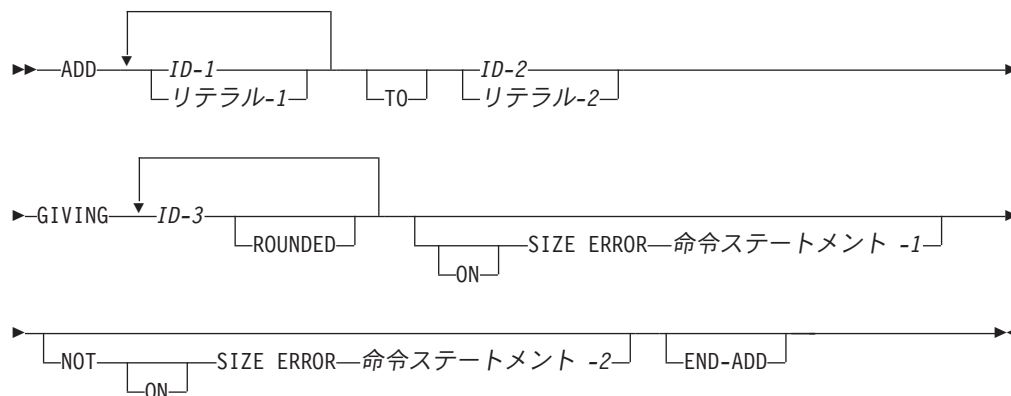 ADD ID-1 TO ID-2
リテラル-1 リテラル-2
GIVING ID-3 ROUNDED SIZE ERROR 命令ステートメント -1
ON
NOT SIZE ERROR 命令ステートメント -2 END-ADD
ON